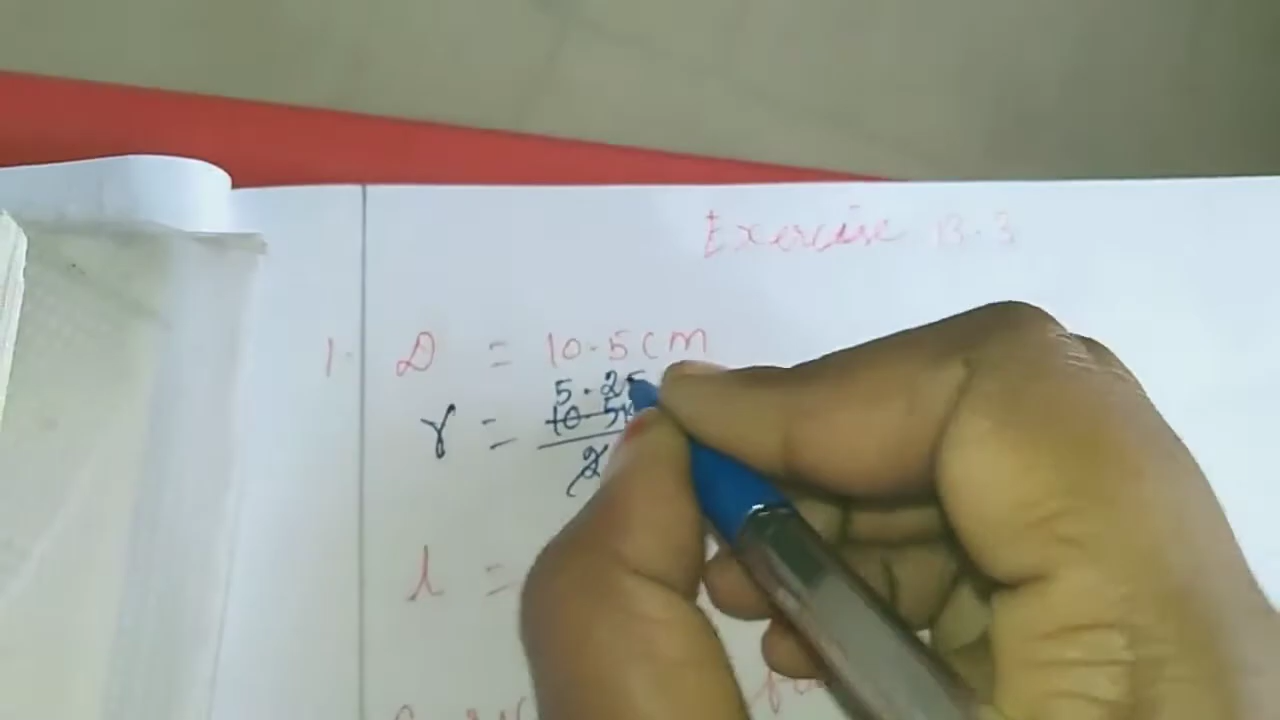 Exercise 13.3
1. D = 10.5 cm
5.25
r = 10.5
2
l =